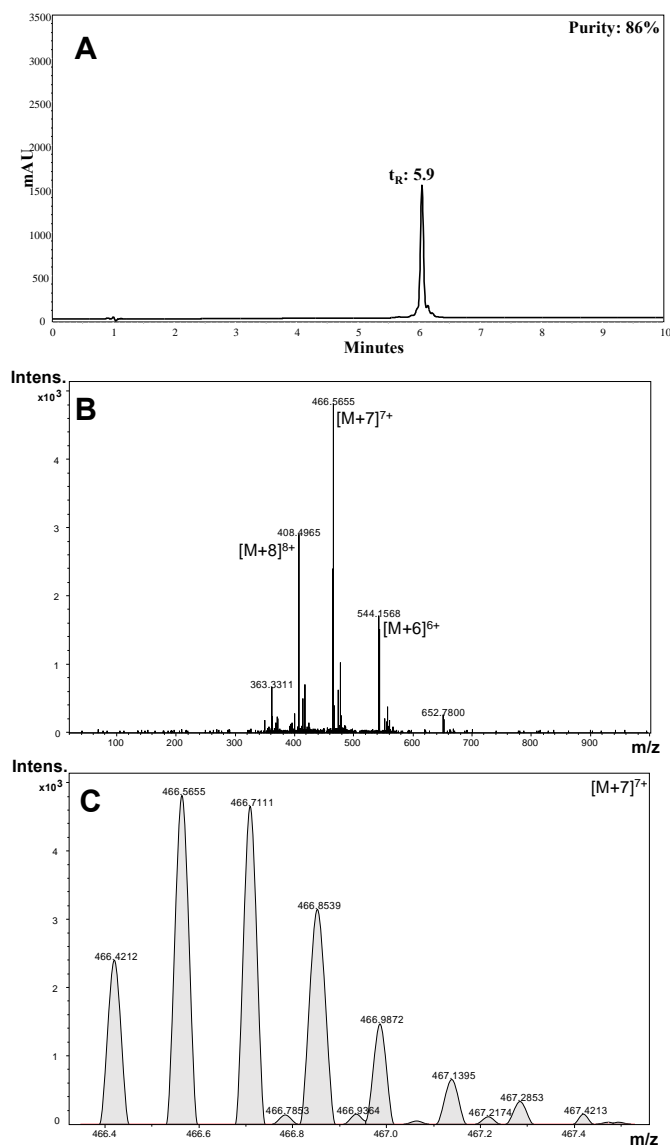 3500
A
Purity: 86%
3000
2500
2000
mAU
tR: 5.9
1500
1000
500
0
0 1 2 3 4 5 6 7 8 9 10
Minutes
Intens.
x10³
B
466.5655
[M+7]⁷⁺
4
3
408.4965
[M+8]⁸⁺
2
544.1568
[M+6]⁶⁺
1
363.3311
652.7800
0
100 200 300 400 500 600 700 800 900
m/z
Intens.
x10³
C
[M+7]⁷⁺
466.5655
466.7111
4
466.8539
3
466.4212
2
466.9872
1
467.1395
466.7853
466.9364
467.2174
467.2853
467.4213
0
466.4 466.6 466.8 467.0 467.2 467.4
m/z